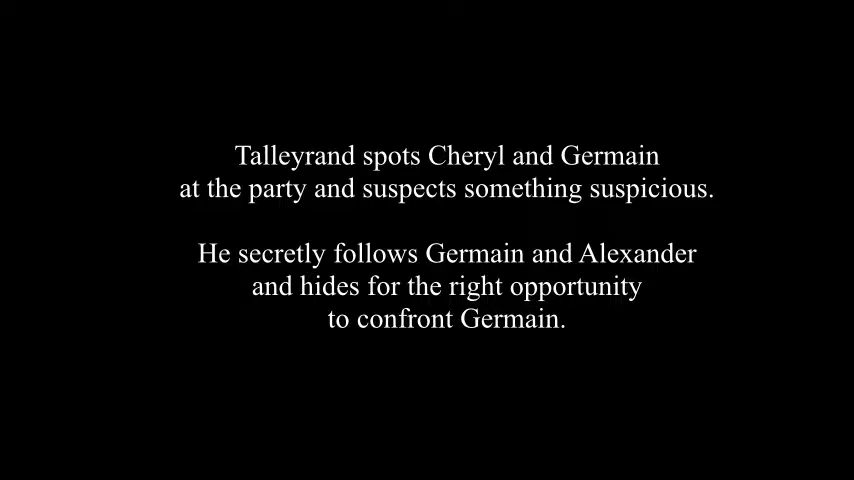 Talleyrand spots Cheryl and Germain
at the party and suspects something suspicious.
He secretly follows Germain and Alexander
and hides for the right opportunity
to confront Germain.